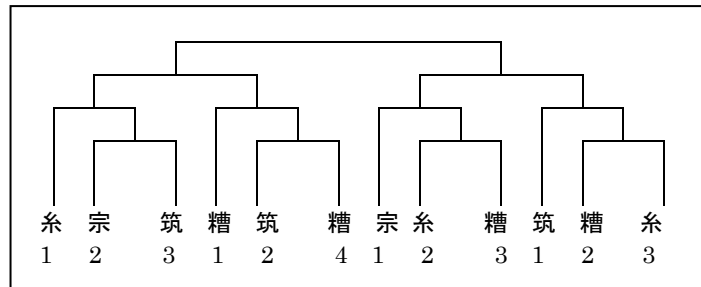 糸 宗 筑 糟 筑 糟 宗 糸 糟 筑 糟 糸
1 2 3 1 2 4 1 2 3 1 2 3